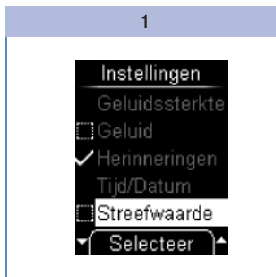 1
Instellingen
Geluidssterkte
Geluid
Herinneringen
Tijd/Datum
Streefwaarde
Selecteer